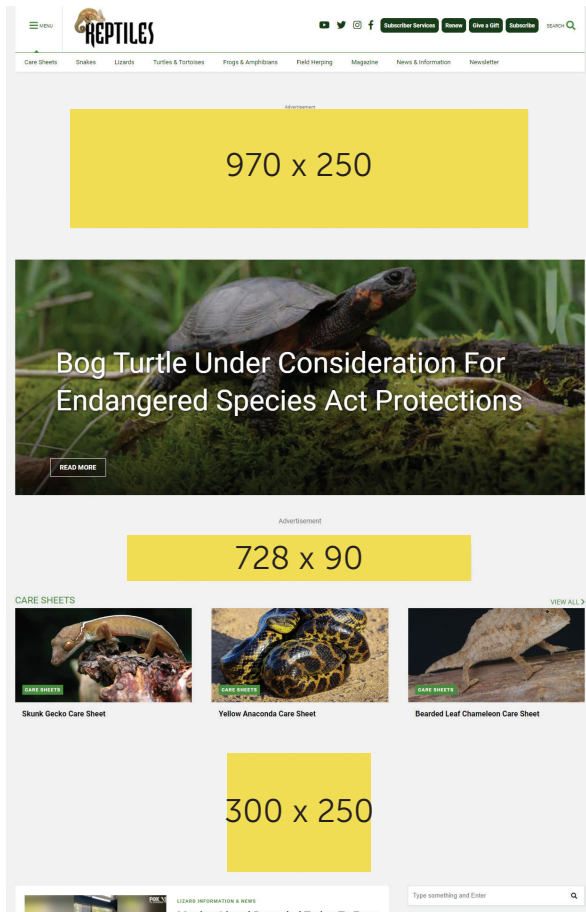 MENU
REPTILES
Subscriber Services
Renew
Give a Gift
Subscribe
SEARCH
Care Sheets
Snakes
Lizards
Turtles & Tortoises
Frogs & Amphibians
Field Herping
Magazine
News & Information
Newsletter
Advertisement
970 x 250
Bog Turtle Under Consideration For
Endangered Species Act Protections
READ MORE
Advertisement
728 x 90
CARE SHEETS
VIEW ALL
CARE SHEETS
CARE SHEETS
CARE SHEETS
Skunk Gecko Care Sheet
Yellow Anaconda Care Sheet
Bearded Leaf Chameleon Care Sheet
300 x 250
FOX
LIZARD INFORMATION & NEWS
Type something and Enter